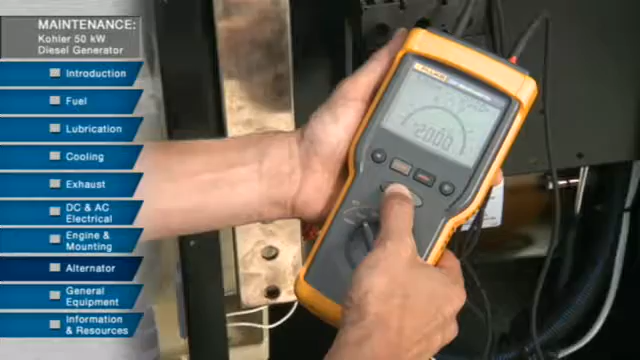 MAINTENANCE:
Kohler 50 kW
Diesel Generator
Introduction
Fuel
Lubrication
Cooling
Exhaust
DC & AC
Electrical
Engine &
Mounting
Alternator
General
Equipment
Information
& Resources
FLUKE